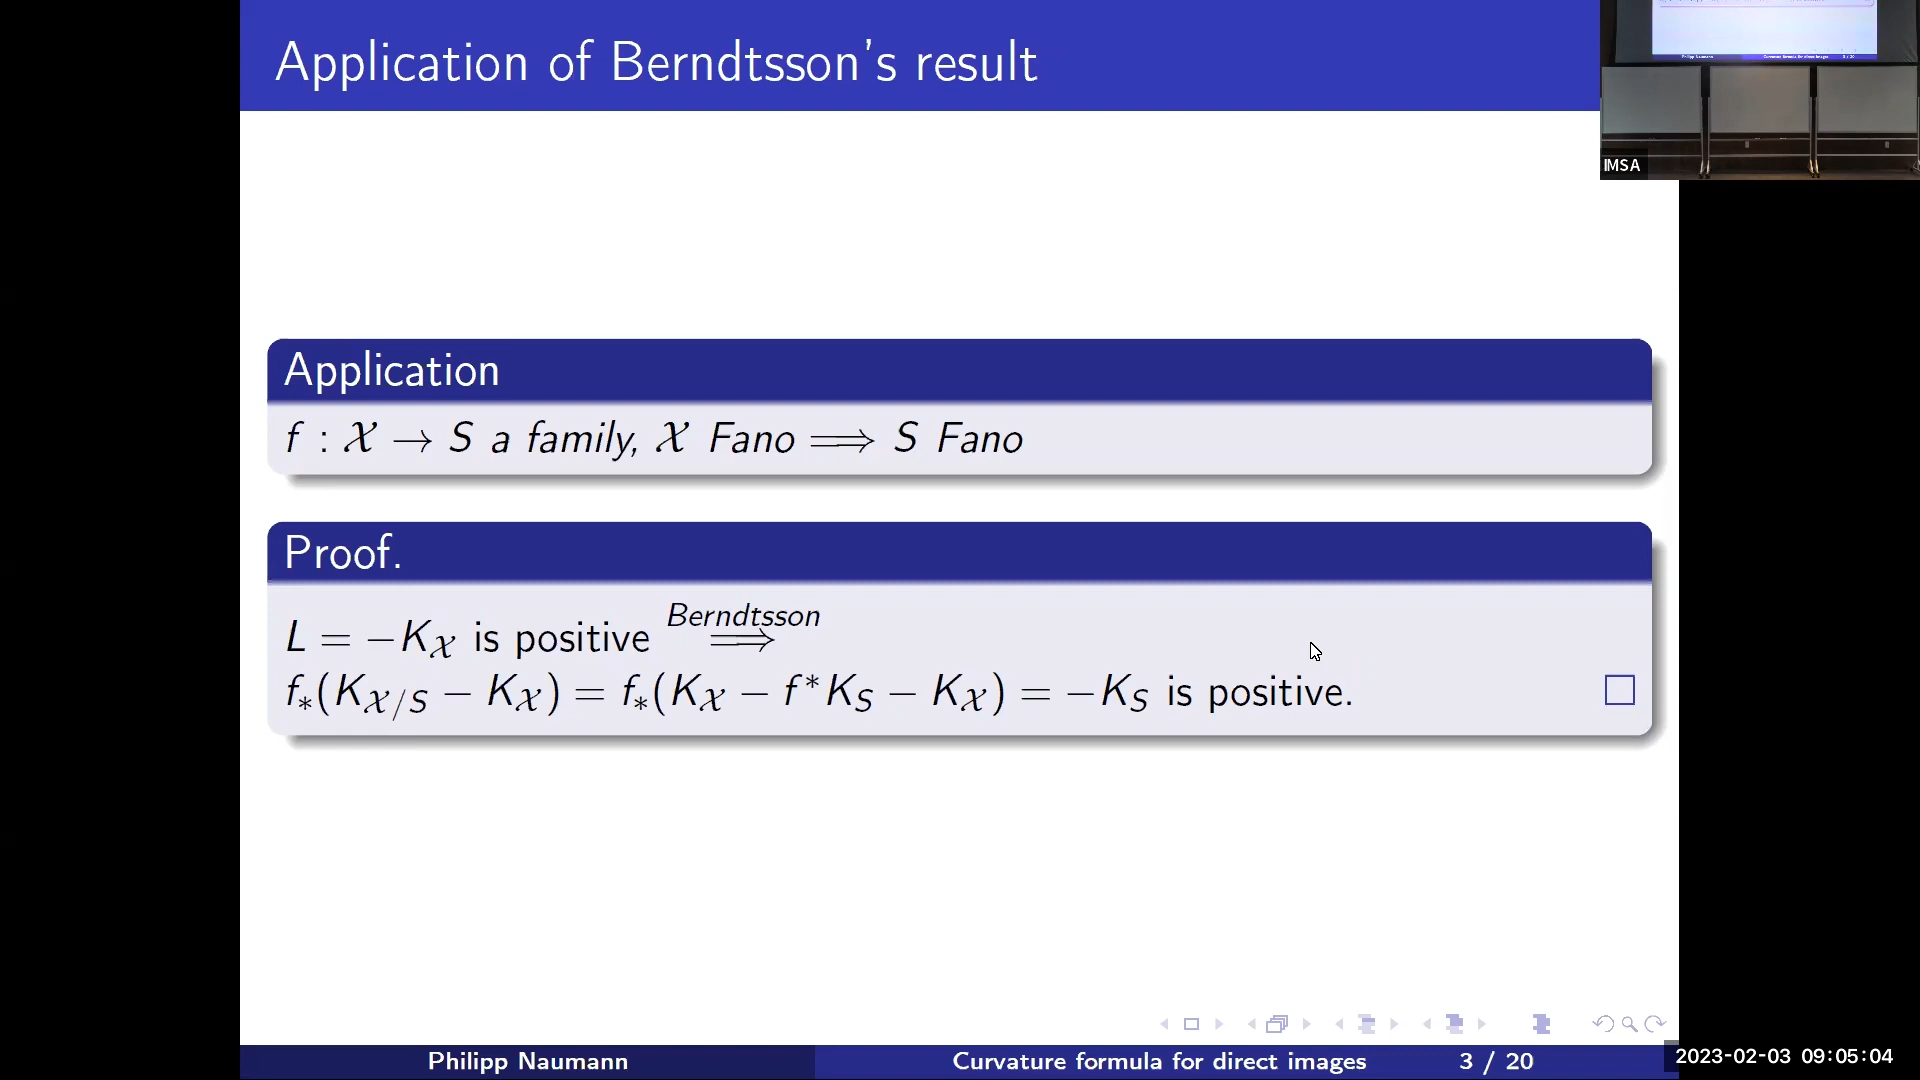 Application of Berndtsson's result
IMSA
Application
f : 𝒳 → S a family, 𝒳 Fano ⟹ S Fano
Proof.
L = −K_𝒳 is positive ⟹^{Berndtsson}
f_*(K_{𝒳/S} − K_𝒳) = f_*(K_𝒳 − f^*K_S − K_𝒳) = −K_S is positive. □
Philipp Naumann Curvature formula for direct images 3 / 20
2023-02-03 09:05:04